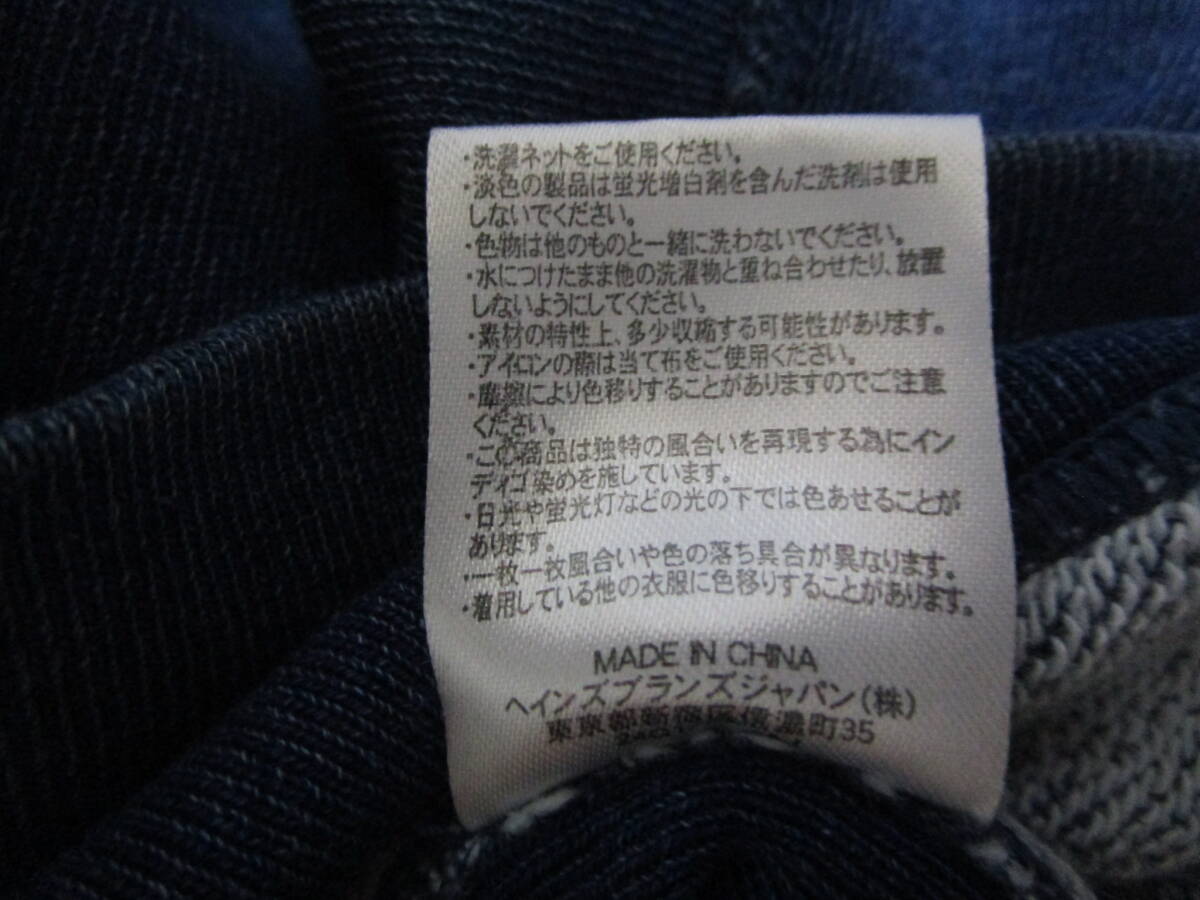 ・洗濯ネットをご使用ください。
・淡色の製品は蛍光増白剤を含んだ洗剤は使用
しないでください。
・色物は他のものと一緒に洗わないでください。
・水につけたまま他の洗濯物と重ね合わせたり、放置
しないようにしてください。
・素材の特性上、多少収縮する可能性があります。
・アイロンの際は当て布をご使用ください。
・摩擦により色移りすることがありますのでご注意
ください。
・この商品は独特の風合いを再現する為にイン
ディゴ染めを施しています。
・日光や蛍光灯などの光の下では色あせることが
あります。
・一枚一枚風合いや色の落ち具合が異なります。
・着用している他の衣服に色移りすることがあります。
MADE IN CHINA
ヘインズブランズジャパン(株)
東京都新宿区信濃町35